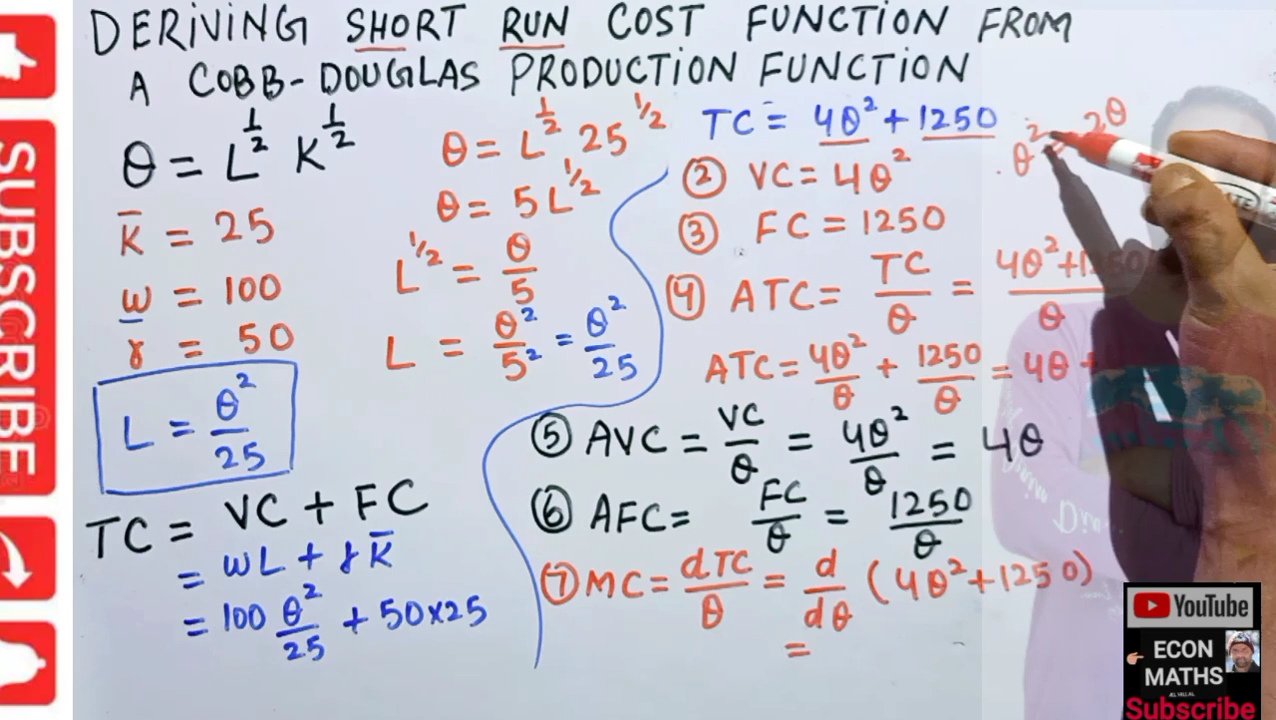 DERIVING SHORT RUN COST FUNCTION FROM
A COBB-DOUGLAS PRODUCTION FUNCTION
SUBSCRIBE
θ = L^1/2 K^1/2
K̄ = 25
w = 100
r = 50
L = θ²/25
TC = VC + FC
= wL + rK̄
= 100 θ²/25 + 50×25
θ = L^1/2 25^1/2
θ = 5L^1/2
L^1/2 = θ/5
L = θ²/5² = θ²/25
TC = 4θ² + 1250
θ² = 2θ
② VC = 4θ²
③ FC = 1250
④ ATC = TC/θ = 4θ²+1250/θ
ATC = 4θ²/θ + 1250/θ = 4θ +
⑤ AVC = VC/θ = 4θ²/θ = 4θ
⑥ AFC = FC/θ = 1250/θ
⑦ MC = dTC/θ = d/dθ (4θ²+1250)
=
YouTube
ECON
MATHS
Subscribe